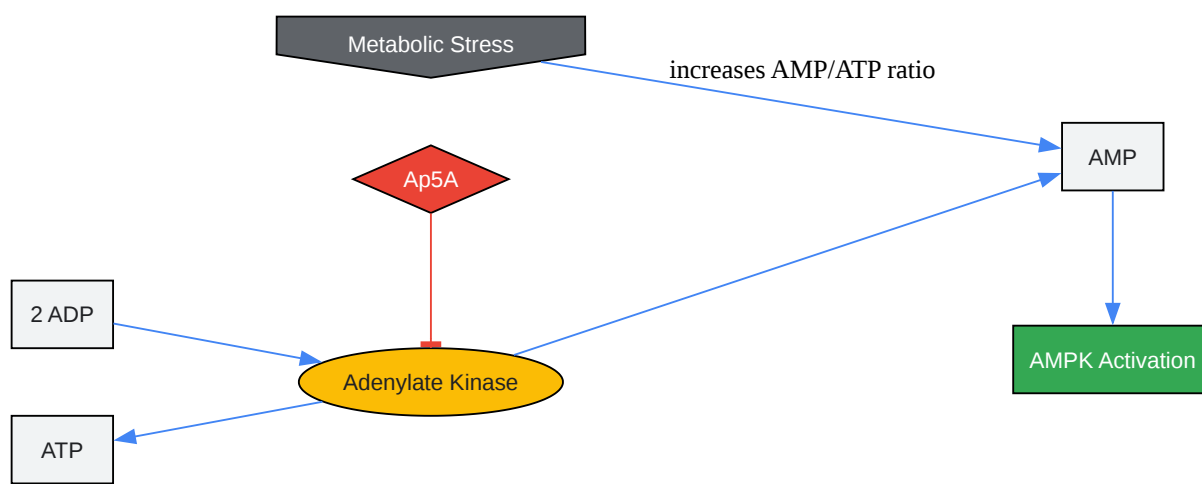 Metabolic Stress
increases AMP/ATP ratio
AMP
Ap5A
2 ADP
Adenylate Kinase
AMPK Activation
ATP